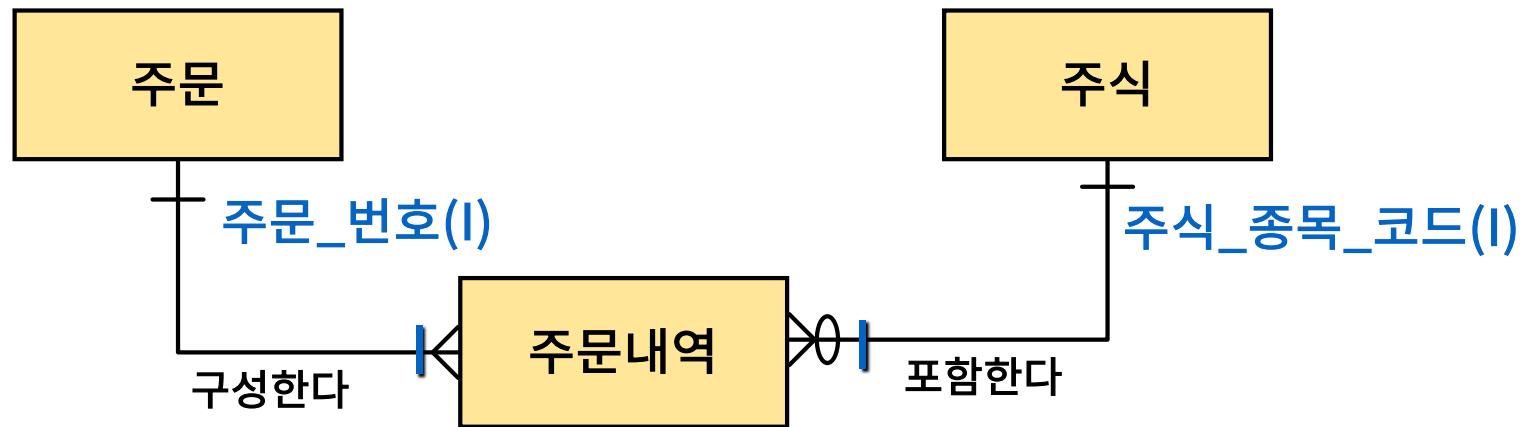 주문
주식
주문_번호(I)
주식_종목_코드(I)
주문내역
구성한다
포함한다